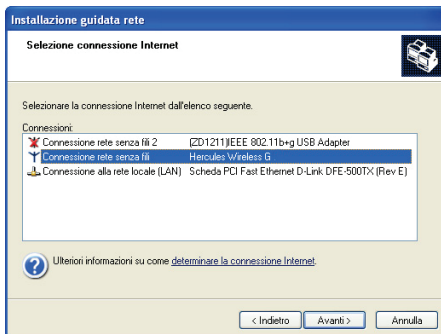 Installazione guidata rete
Selezione connessione Internet
Selezionare la connessione Internet dall'elenco seguente.
Connessioni:
Connessione rete senza fili 2 (ZD1211)IEEE 802.11b+g USB Adapter
Connessione rete senza fili Hercules Wireless G
Connessione alla rete locale (LAN) Scheda PCI Fast Ethernet D-Link DFE-500TX (Rev E)
Ulteriori informazioni su come determinare la connessione Internet.
< Indietro Avanti > Annulla